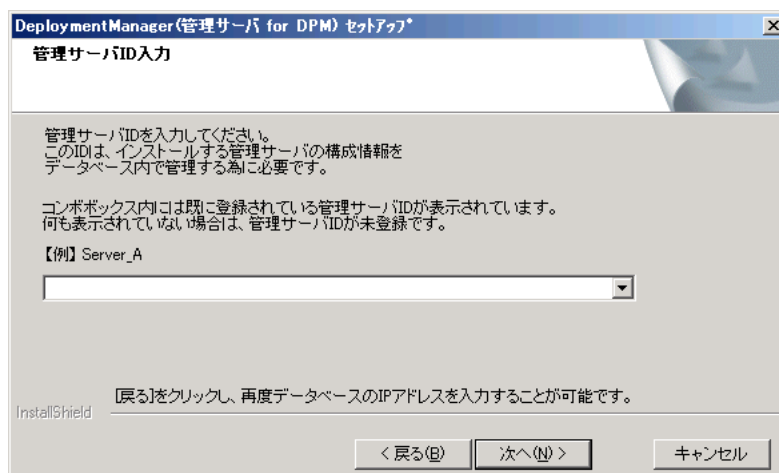 DeploymentManager(管理サーバ for DPM) セットアップ
管理サーバID入力
管理サーバIDを入力してください。
このIDは、インストールする管理サーバの構成情報を
データベース内で管理する為に必要です。
コンボボックス内には既に登録されている管理サーバIDが表示されています。
何も表示されていない場合は、管理サーバIDが未登録です。
【例】 Server_A
[戻る]をクリックし、再度データベースのIPアドレスを入力することが可能です。
InstallShield
< 戻る(B)
次へ(N) >
キャンセル